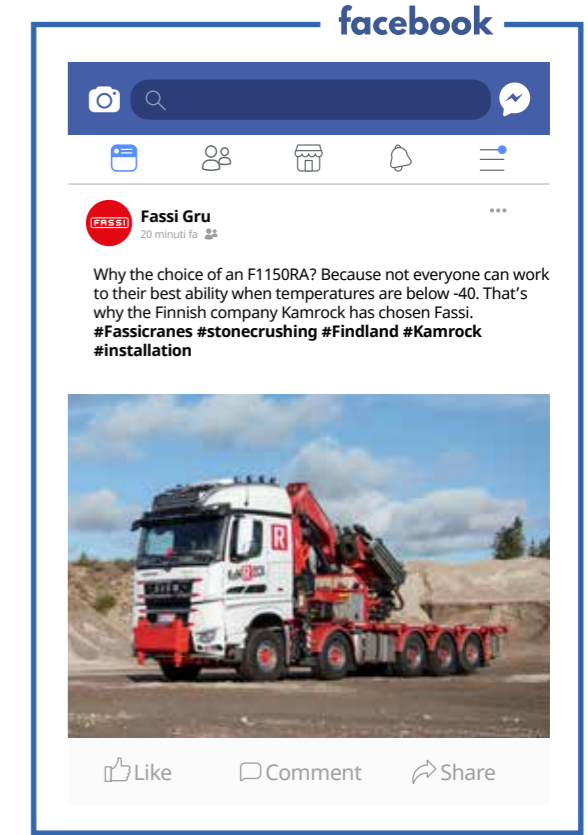 facebook
FASSI
Fassi Gru
20 minuti fa
Why the choice of an F1150RA? Because not everyone can work
to their best ability when temperatures are below -40. That’s
why the Finnish company Kamrock has chosen Fassi.
#Fassicranes #stonecrushing #Findland #Kamrock
#installation
R
Like
Comment
Share